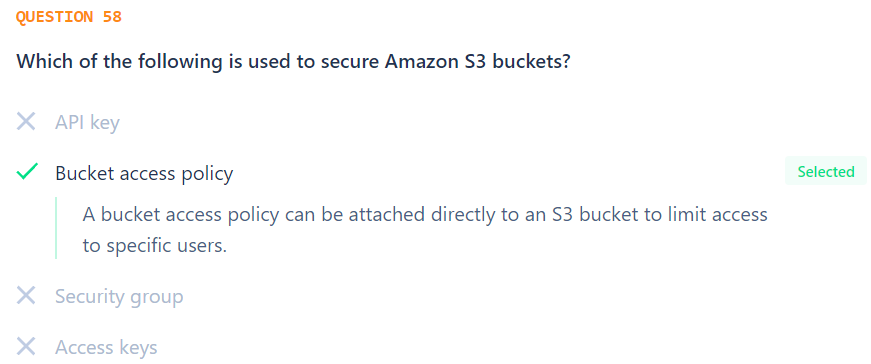 QUESTION 58
Which of the following is used to secure Amazon S3 buckets?
API key
Bucket access policy
Selected
A bucket access policy can be attached directly to an S3 bucket to limit access
to specific users.
Security group
Access keys